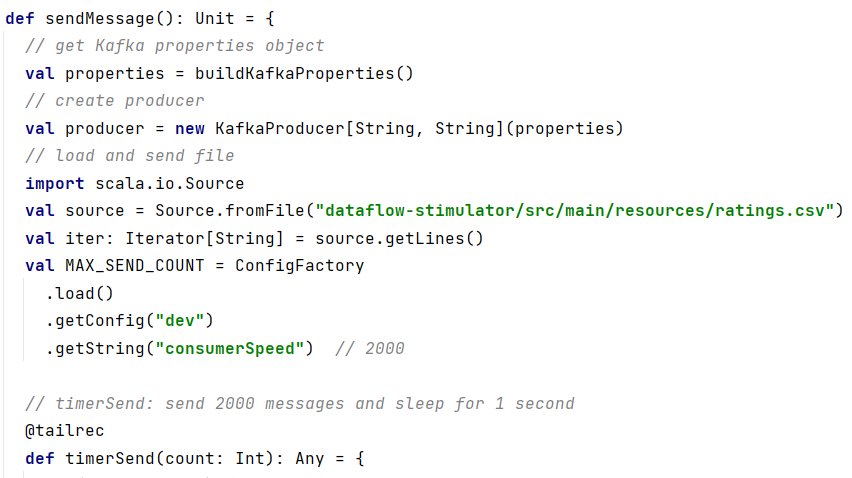 def sendMessage(): Unit = {
// get Kafka properties object
val properties = buildKafkaProperties()
// create producer
val producer = new KafkaProducer[String, String](properties)
// load and send file
import scala.io.Source
val source = Source.fromFile("dataflow-stimulator/src/main/resources/ratings.csv")
val iter: Iterator[String] = source.getLines()
val MAX_SEND_COUNT = ConfigFactory
.load()
.getConfig("dev")
.getString("consumerSpeed")  // 2000
// timerSend: send 2000 messages and sleep for 1 second
@tailrec
def timerSend(count: Int): Any = {